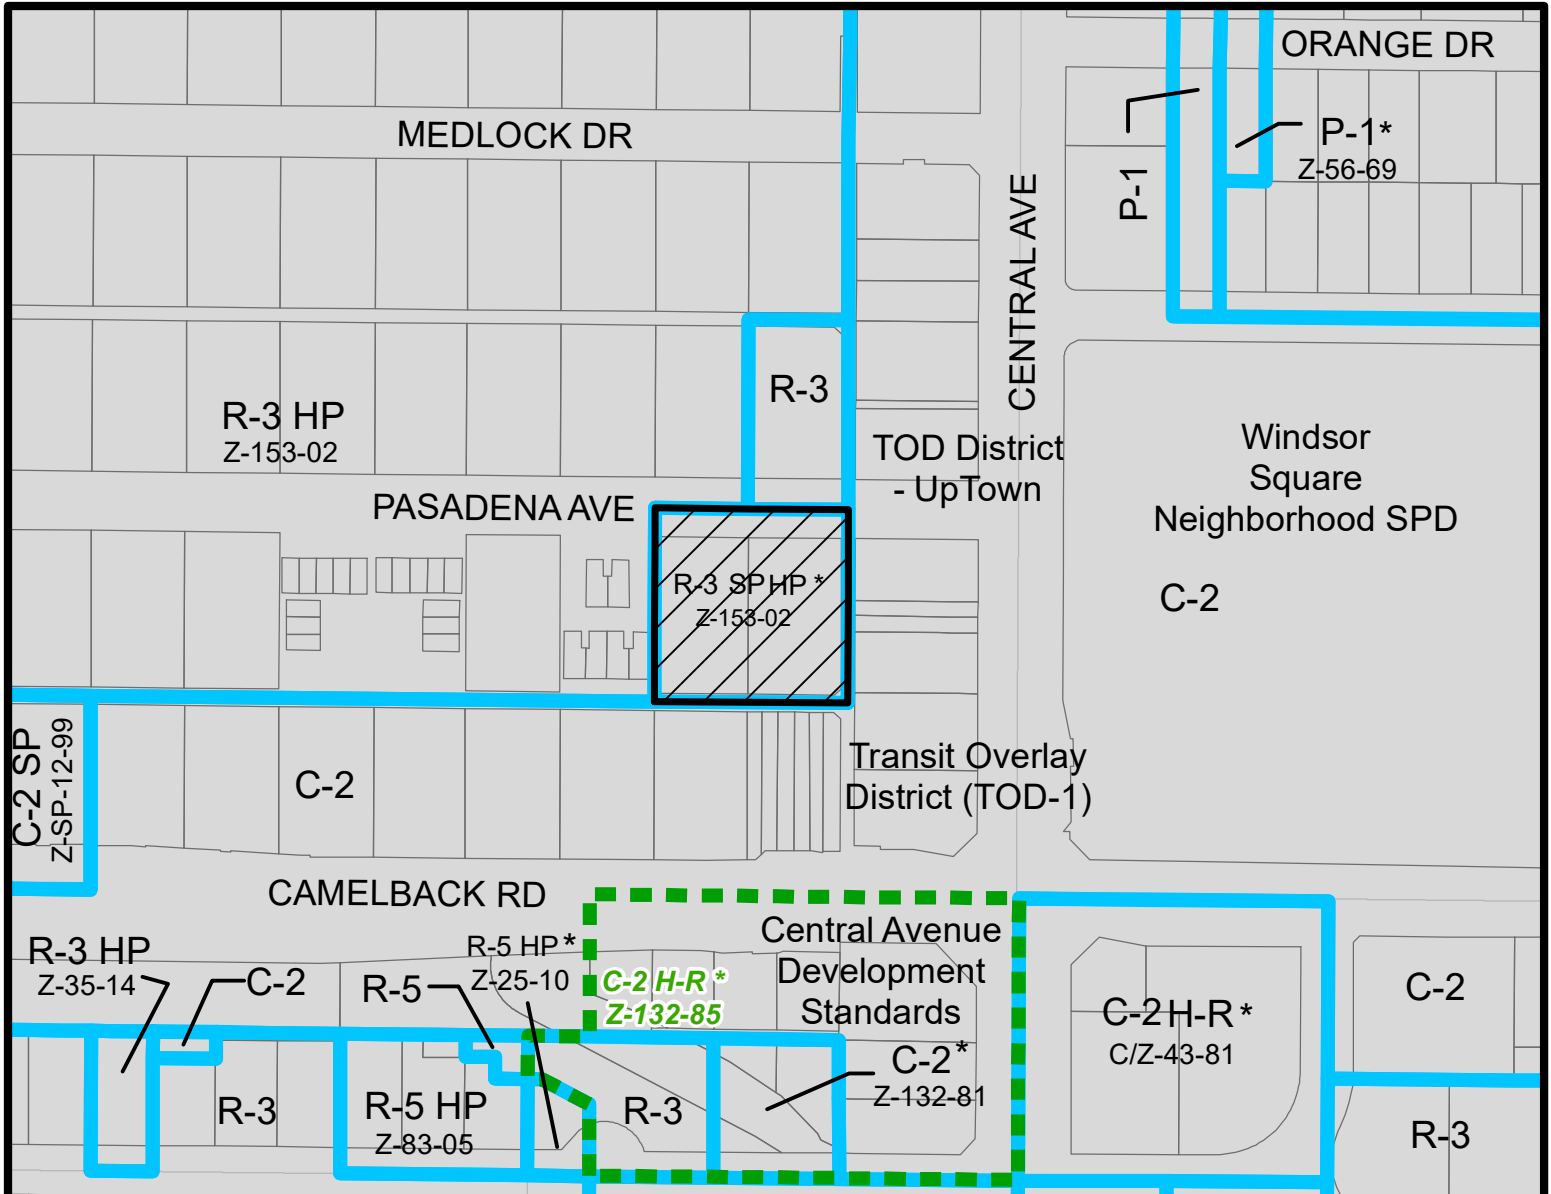 ORANGE DR
MEDLOCK DR
P-1*
Z-56-69
P-1
CENTRAL AVE
R-3
R-3 HP
Z-153-02
TOD District
- UpTown
Windsor
Square
Neighborhood SPD
C-2
PASADENA AVE
R-3 SP HP *
Z-153-02
C-2 SP
Z-SP-12-99
C-2
Transit Overlay
District (TOD-1)
CAMELBACK RD
R-3 HP
Z-35-14
C-2
R-5
R-5 HP *
Z-25-10
C-2 H-R *
Z-132-85
Central Avenue
Development
Standards
C-2 H-R *
C/Z-43-81
C-2
R-3
R-5 HP
Z-83-05
R-3
C-2 *
Z-132-81
R-3